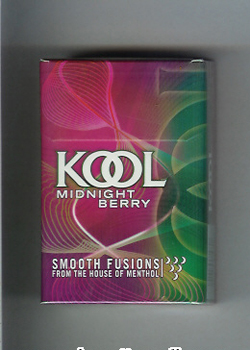 KOOL
MIDNIGHT
BERRY
SMOOTH FUSIONS
FROM THE HOUSE OF MENTHOL